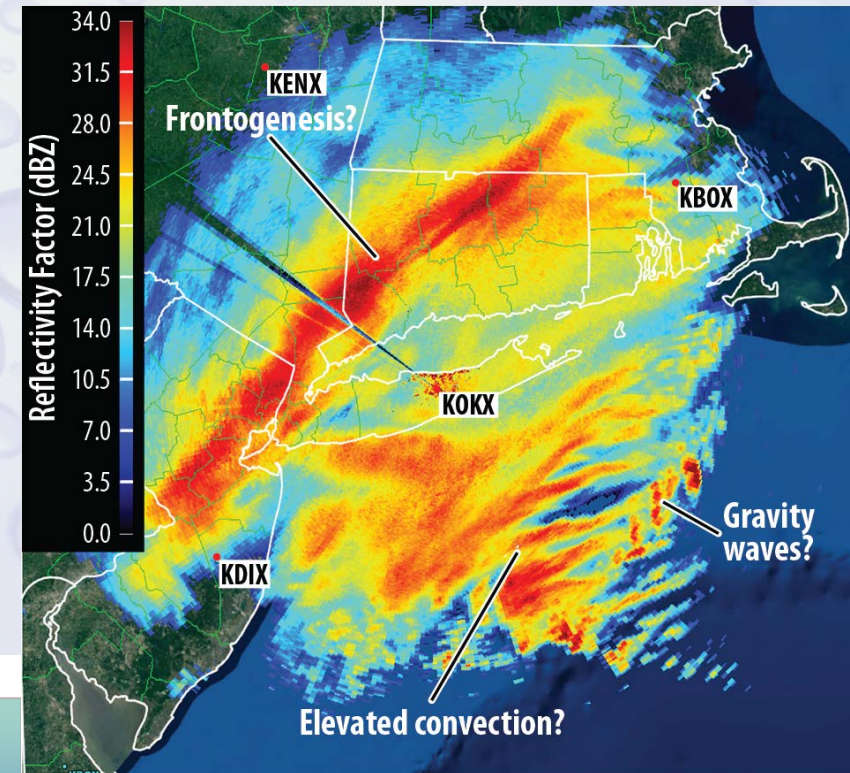 34.0
31.5
28.0
24.5
21.0
17.5
14.0
10.5
7.0
3.5
0.0
Reflectivity Factor (dBZ)
KENX
Frontogenesis?
KBOX
KOKX
Gravity
waves?
KDIX
Elevated convection?